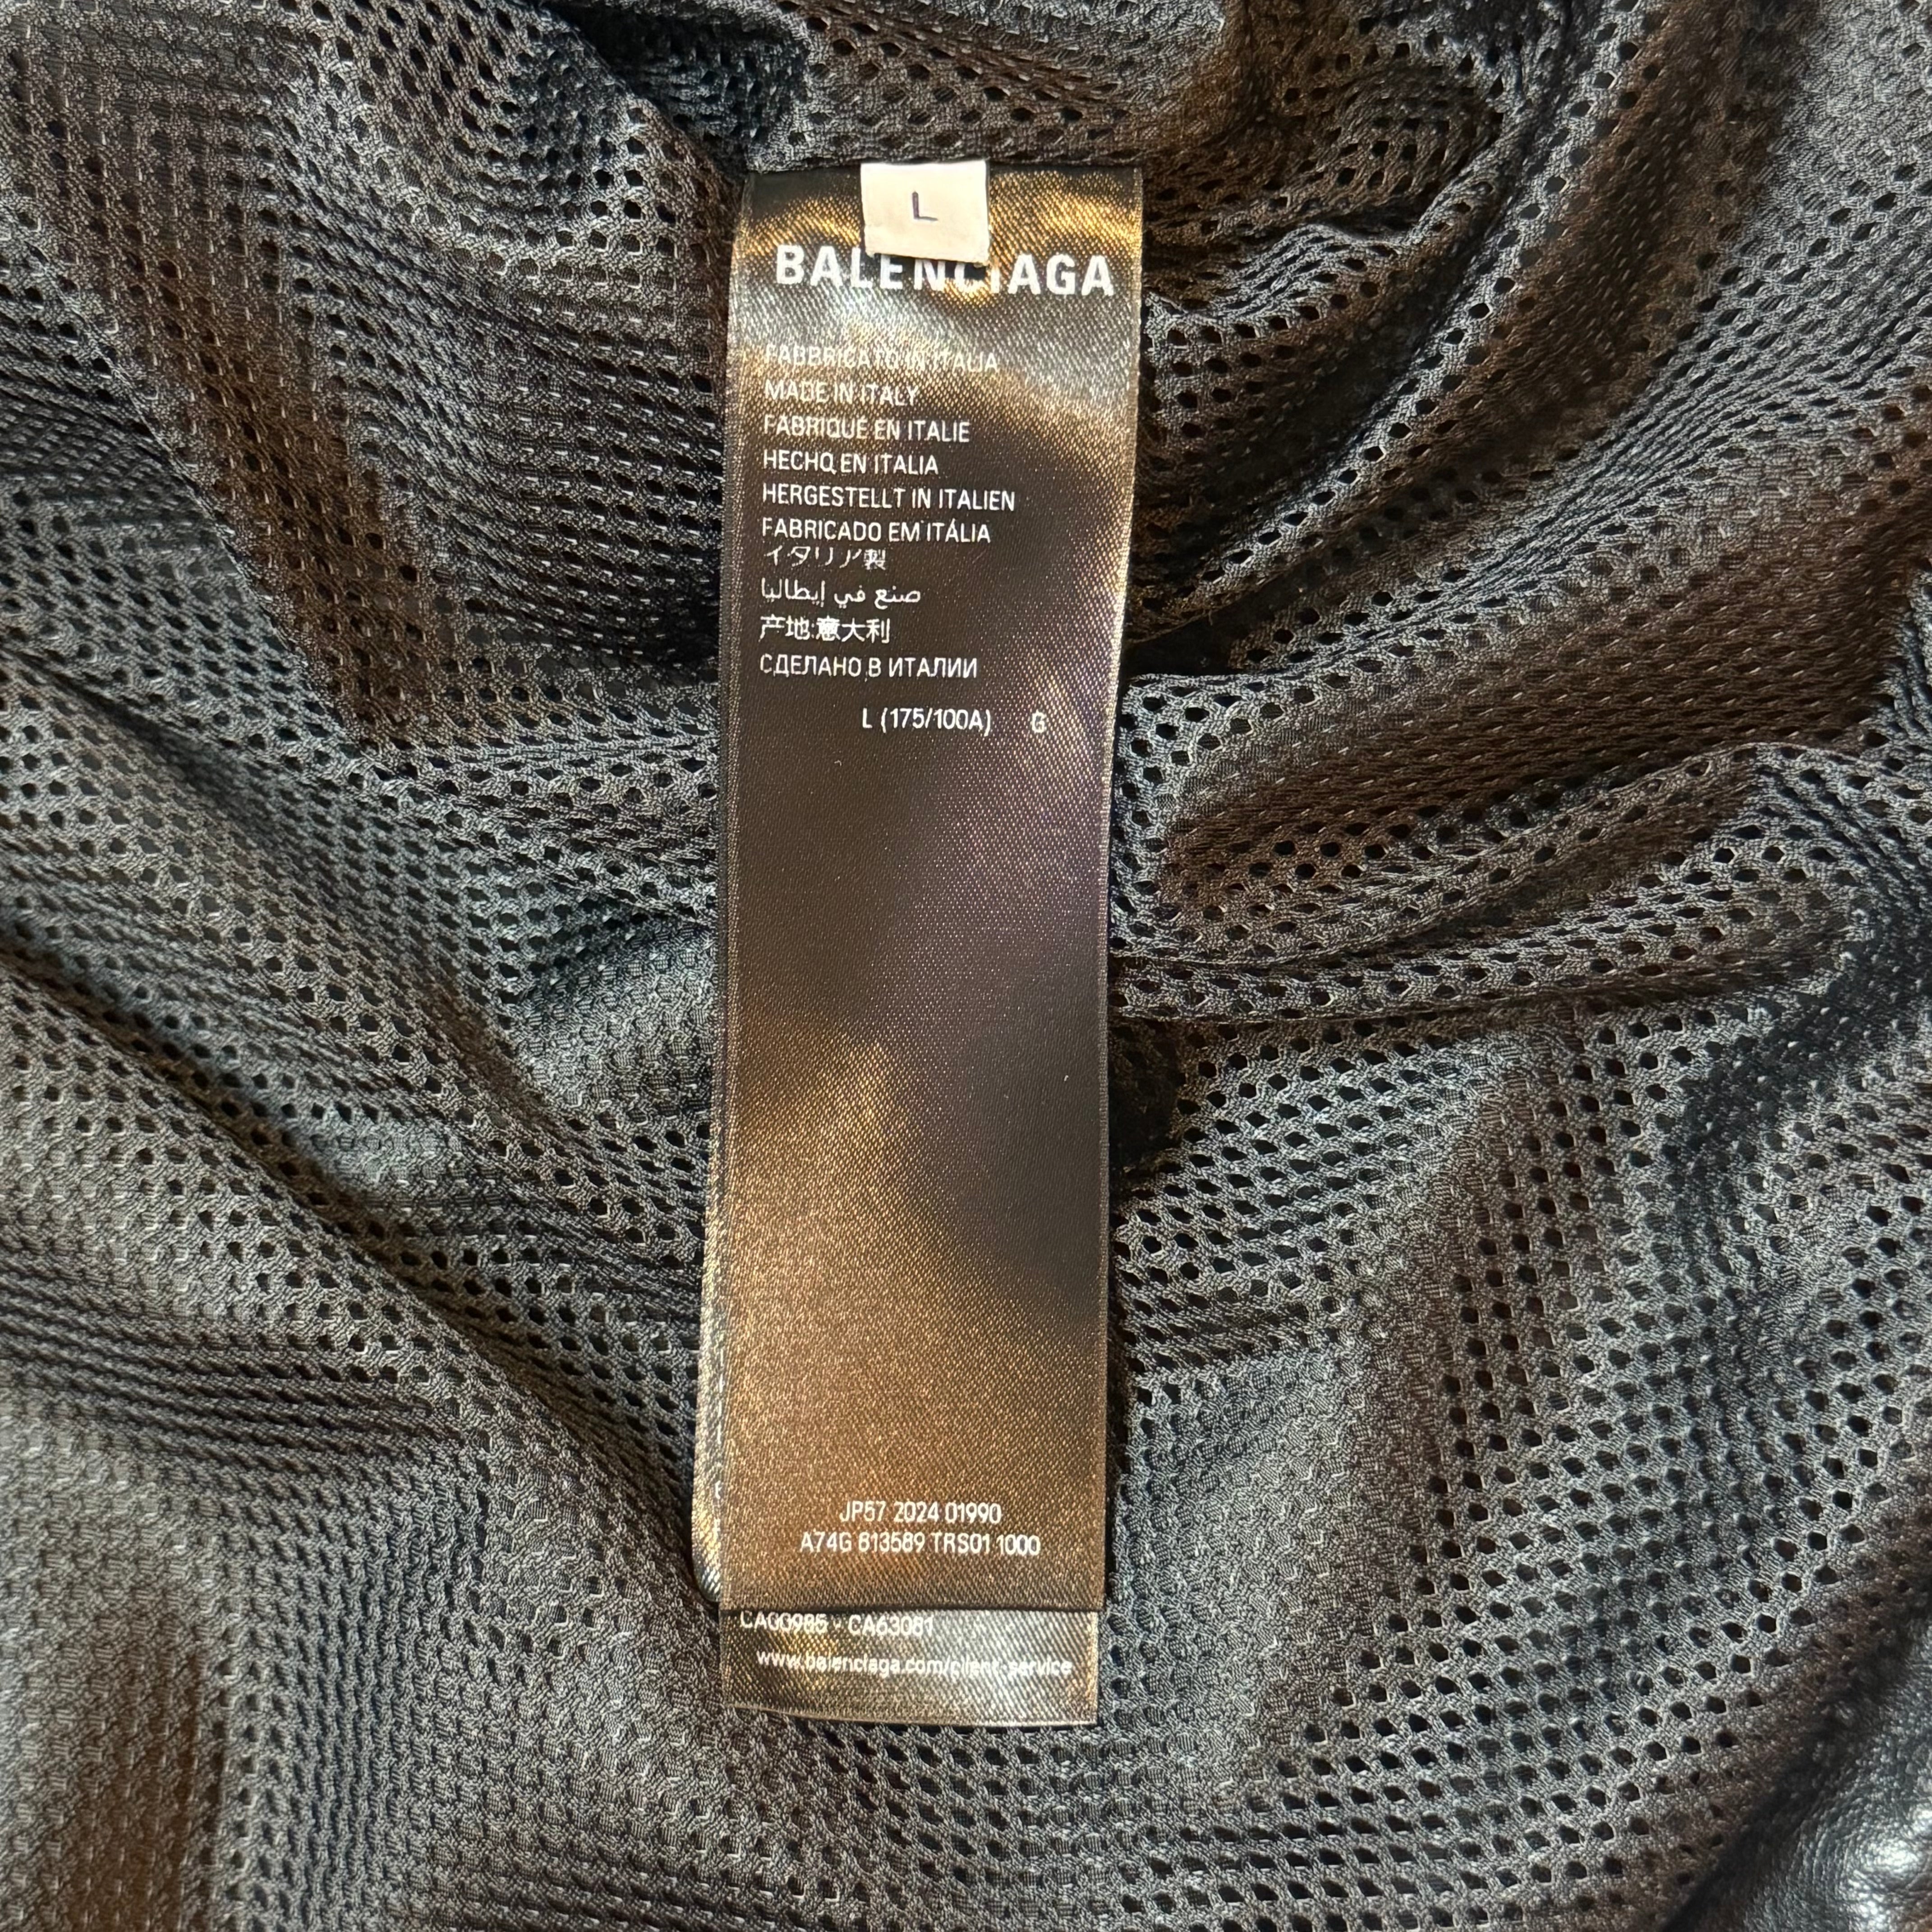 L
BALENCIAGA
FABBRICATO IN ITALIA
MADE IN ITALY
FABRIQUÉ EN ITALIE
HECHO EN ITALIA
HERGESTELLT IN ITALIEN
FABRICADO EM ITÁLIA
イタリア製
صنع في إيطاليا
产地:意大利
СДЕЛАНО В ИТАЛИИ
L (175/100A) G
JP57 2024 01990
A74G 813589 TRS01 1000
CA00985 - CA63081
www.balenciaga.com/client-service